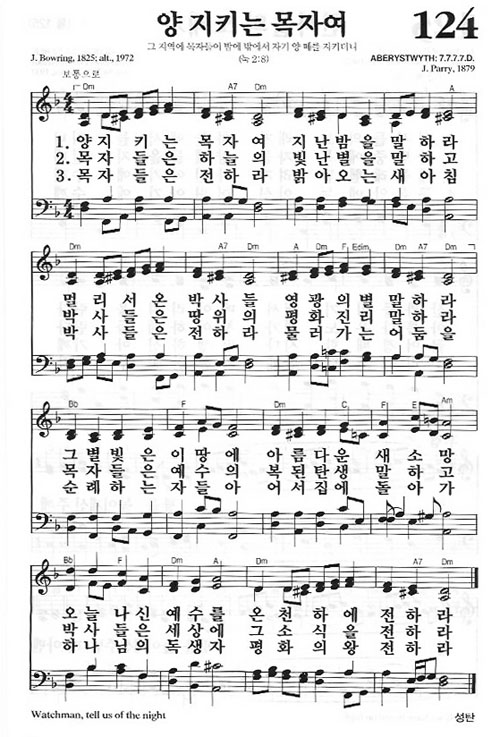 양 지키는 목자여
124
그 지역에 목자들이 밤에 밖에서 자기 양 떼를 지키더니
J. Bowring, 1825; alt., 1972
(눅 2:8)
ABERYSTWYTH: 7.7.7.7.D.
J. Parry, 1879
보통으로
Dm A7 Dm A
1. 양 지 키 는 목 자 여 지 난 밤 을 말 하 라
2. 목 자 들 은 하 늘 의 빛 난 별 을 말 하 고
3. 목 자 들 은 전 하 라 밝 아 오 는 새 아 침
Dm A7 Dm A Dm F Edim Dm A7 Dm
멀 리 서 온 박 사 들 의 영 광 의 별 말 하 라
박 사 들 은 땅 위 의 평 화 의 진 리 말 하 라
박 사 들 은 전 하 라 물 러 가 는 어 두 움
Bb F Dm C F E Am
그 별 빛 은 이 땅 에 아 름 다 운 새 소 망
목 자 들 은 예 수 의 복 된 탄 생 말 하 고
순 례 하 는 자 들 아 어 서 집 에 돌 아 가
Bb F Dm A Dm A7 Dm
오 늘 나 신 예 수 를 온 천 하 에 전 하 라
박 사 들 은 세 상 에 그 소 식 을 전 하 라
하 나 님 의 독 생 자 평 화 의 왕 전 하 라
Watchman, tell us of the night
성탄